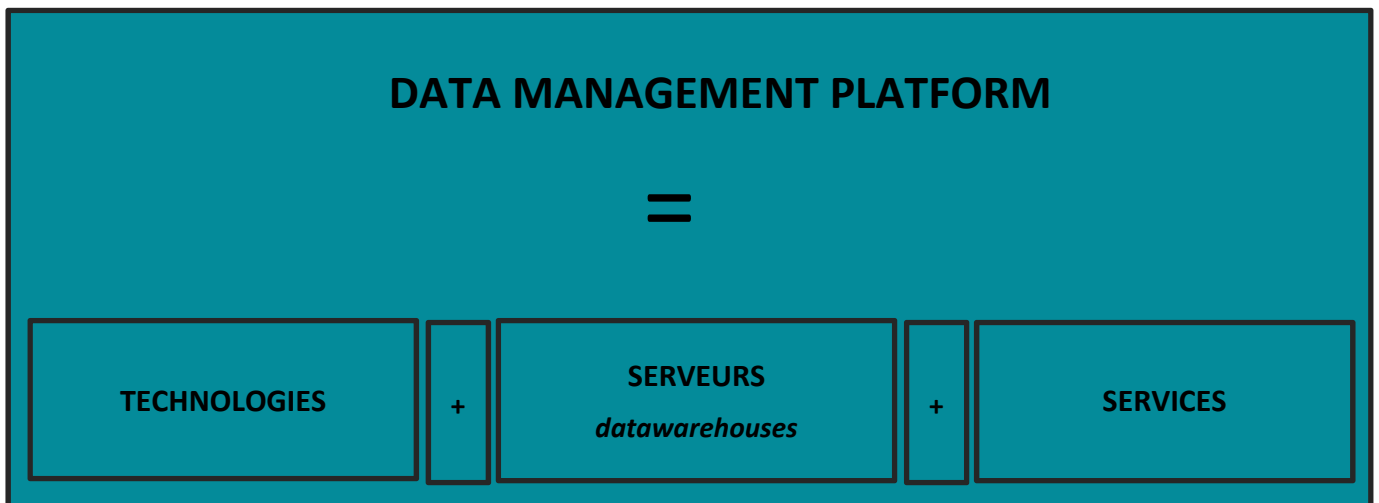 DATA MANAGEMENT PLATFORM
=
TECHNOLOGIES
+
SERVEURS
datawarehouses
+
SERVICES